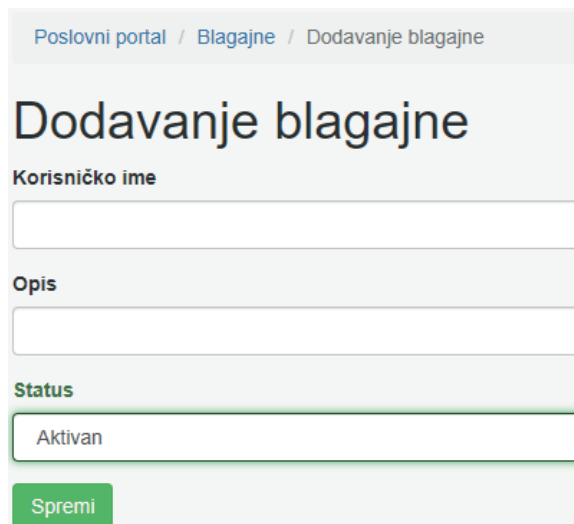 Poslovni portal / Blagajne / Dodavanje blagajne
Dodavanje blagajne
Korisničko ime
Opis
Status
Aktivan
Spremi